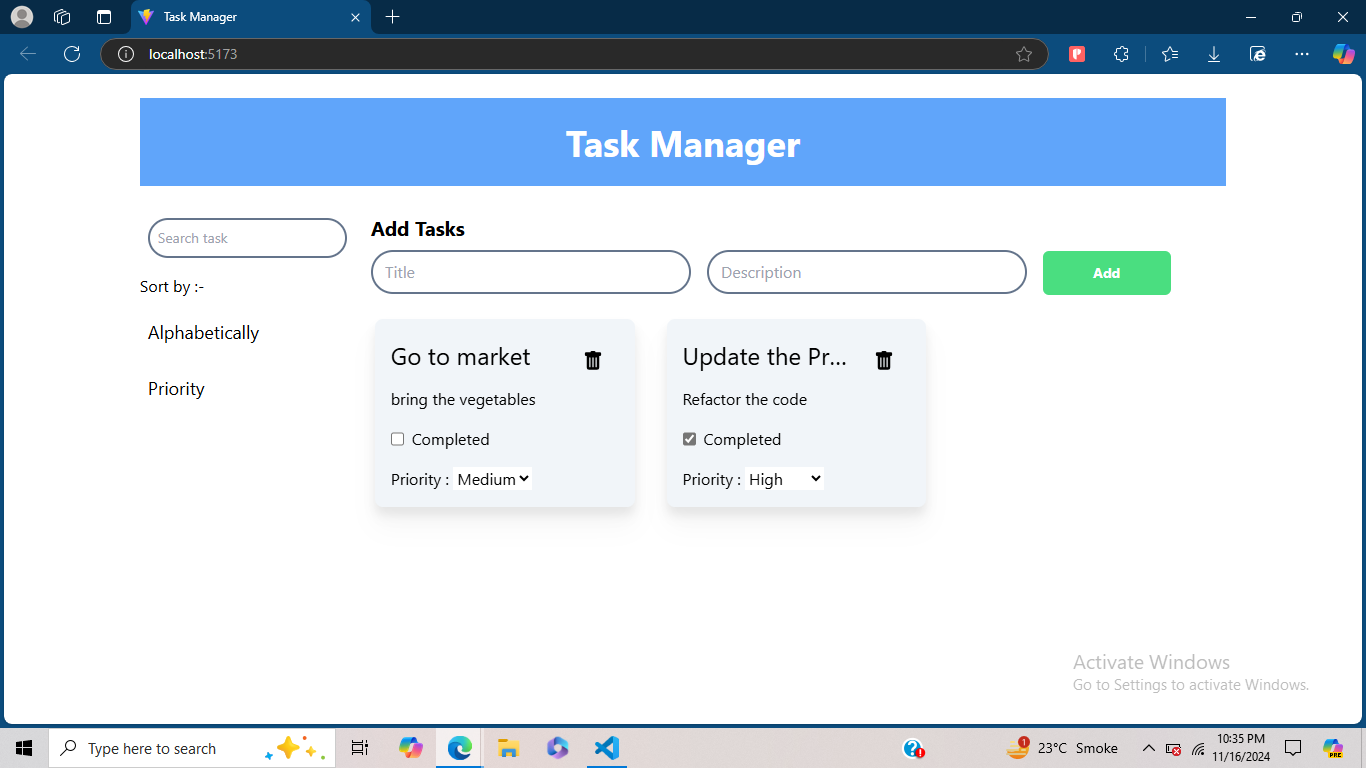 Task Manager
localhost:5173
Task Manager
Search task
Sort by :-
Alphabetically
Priority
Add Tasks
Title
Description
Add
Go to market
bring the vegetables
Completed
Priority : Medium
Update the Pr...
Refactor the code
Completed
Priority : High
Activate Windows
Go to Settings to activate Windows.
Type here to search
1
23°C Smoke
10:35 PM
11/16/2024
PRE